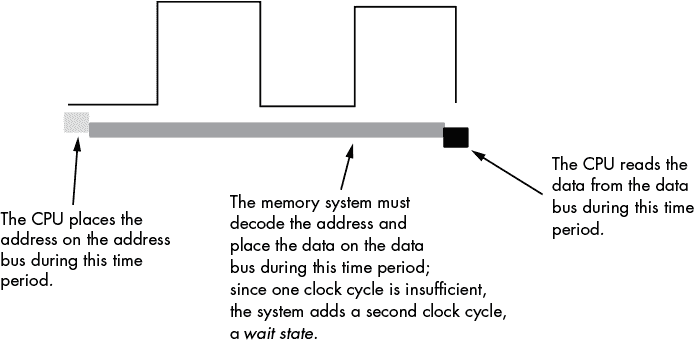 The CPU places the
address on the address
bus during this time
period.
The memory system must
decode the address and
place the data on the data
bus during this time period;
since one clock cycle is insufficient,
the system adds a second clock cycle,
a wait state.
The CPU reads the
data from the data
bus during this time
period.